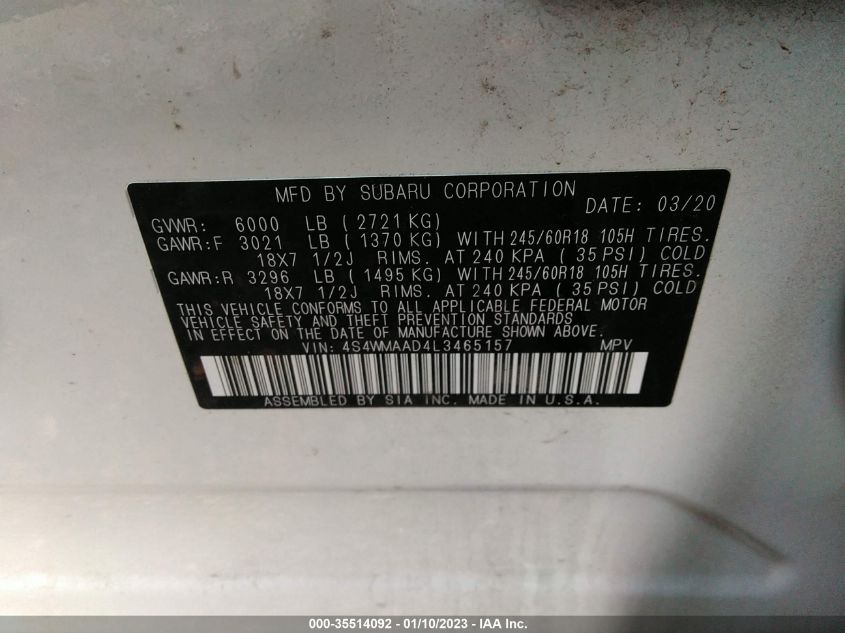 MFD BY SUBARU CORPORATION
DATE: 03/20
GVWR: 6000 LB ( 2721 KG)
GAWR:F 3021 LB ( 1370 KG) WITH 245/60R18 105H TIRES.
18X7 1/2J RIMS. AT 240 KPA ( 35 PSI) COLD
GAWR:R 3296 LB ( 1495 KG) WITH 245/60R18 105H TIRES.
18X7 1/2J RIMS. AT 240 KPA ( 35 PSI) COLD
THIS VEHICLE CONFORMS TO ALL APPLICABLE FEDERAL MOTOR
VEHICLE SAFETY AND THEFT PREVENTION STANDARDS
IN EFFECT ON THE DATE OF MANUFACTURE SHOWN ABOVE.
VIN: 4S4WMAAD4L3465157 MPV
ASSEMBLED BY SIA INC. MADE IN U.S.A.
000-35514092 - 01/10/2023 - IAA Inc.